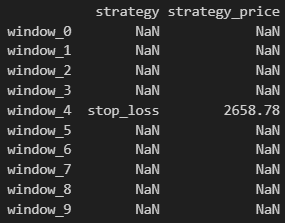 strategy strategy_price
window_0 NaN NaN
window_1 NaN NaN
window_2 NaN NaN
window_3 NaN NaN
window_4 stop_loss 2658.78
window_5 NaN NaN
window_6 NaN NaN
window_7 NaN NaN
window_8 NaN NaN
window_9 NaN NaN